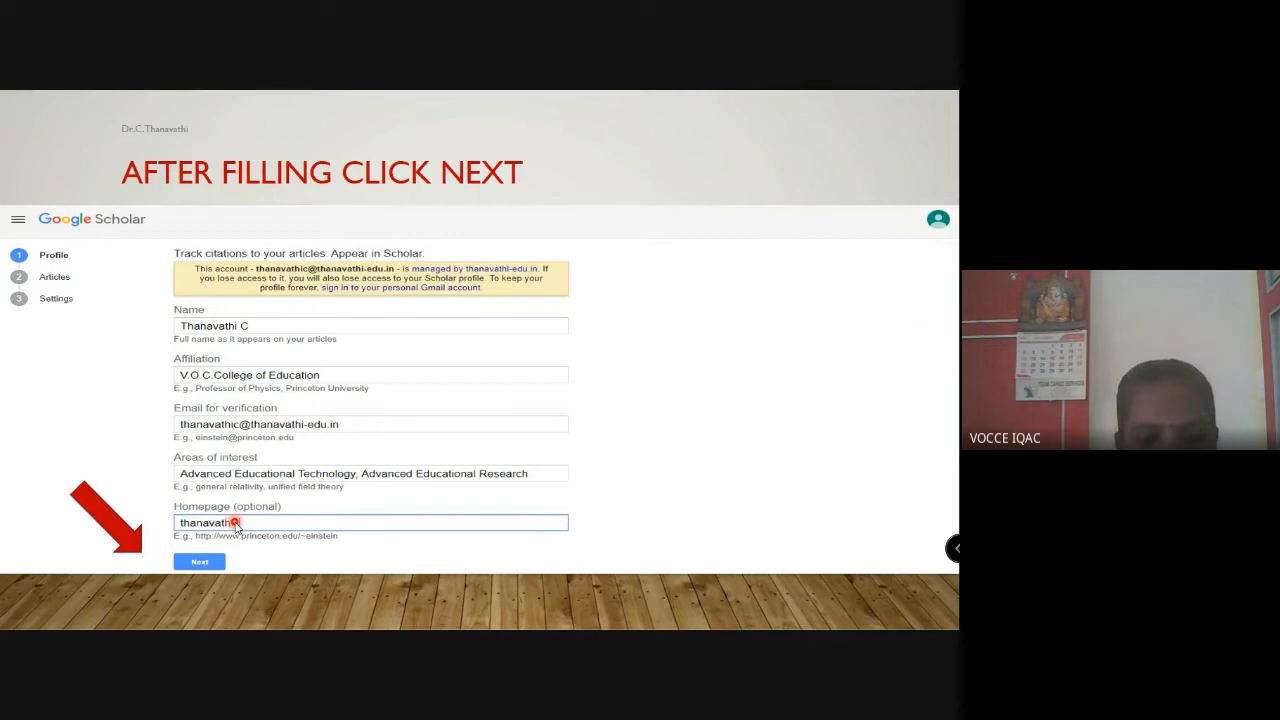 Dr.C.Thanavathi
AFTER FILLING CLICK NEXT
Google Scholar
1 Profile
2 Articles
3 Settings
Track citations to your articles. Appear in Scholar.
This account - thanavathic@thanavathi-edu.in - is managed by thanavathi-edu.in. If
you lose access to it, you will also lose access to your Scholar profile. To keep your
profile forever, sign in to your personal Gmail account.
Name
Thanavathi C
Full name as it appears on your articles
Affiliation
V.O.C.College of Education
E.g., Professor of Physics, Princeton University
Email for verification
thanavathic@thanavathi-edu.in
E.g., einstein@princeton.edu
Areas of interest
Advanced Educational Technology, Advanced Educational Research
E.g., general relativity, unified field theory
Homepage (optional)
E.g., http://www.princeton.edu/~einstein
Next
VOCCE IQAC